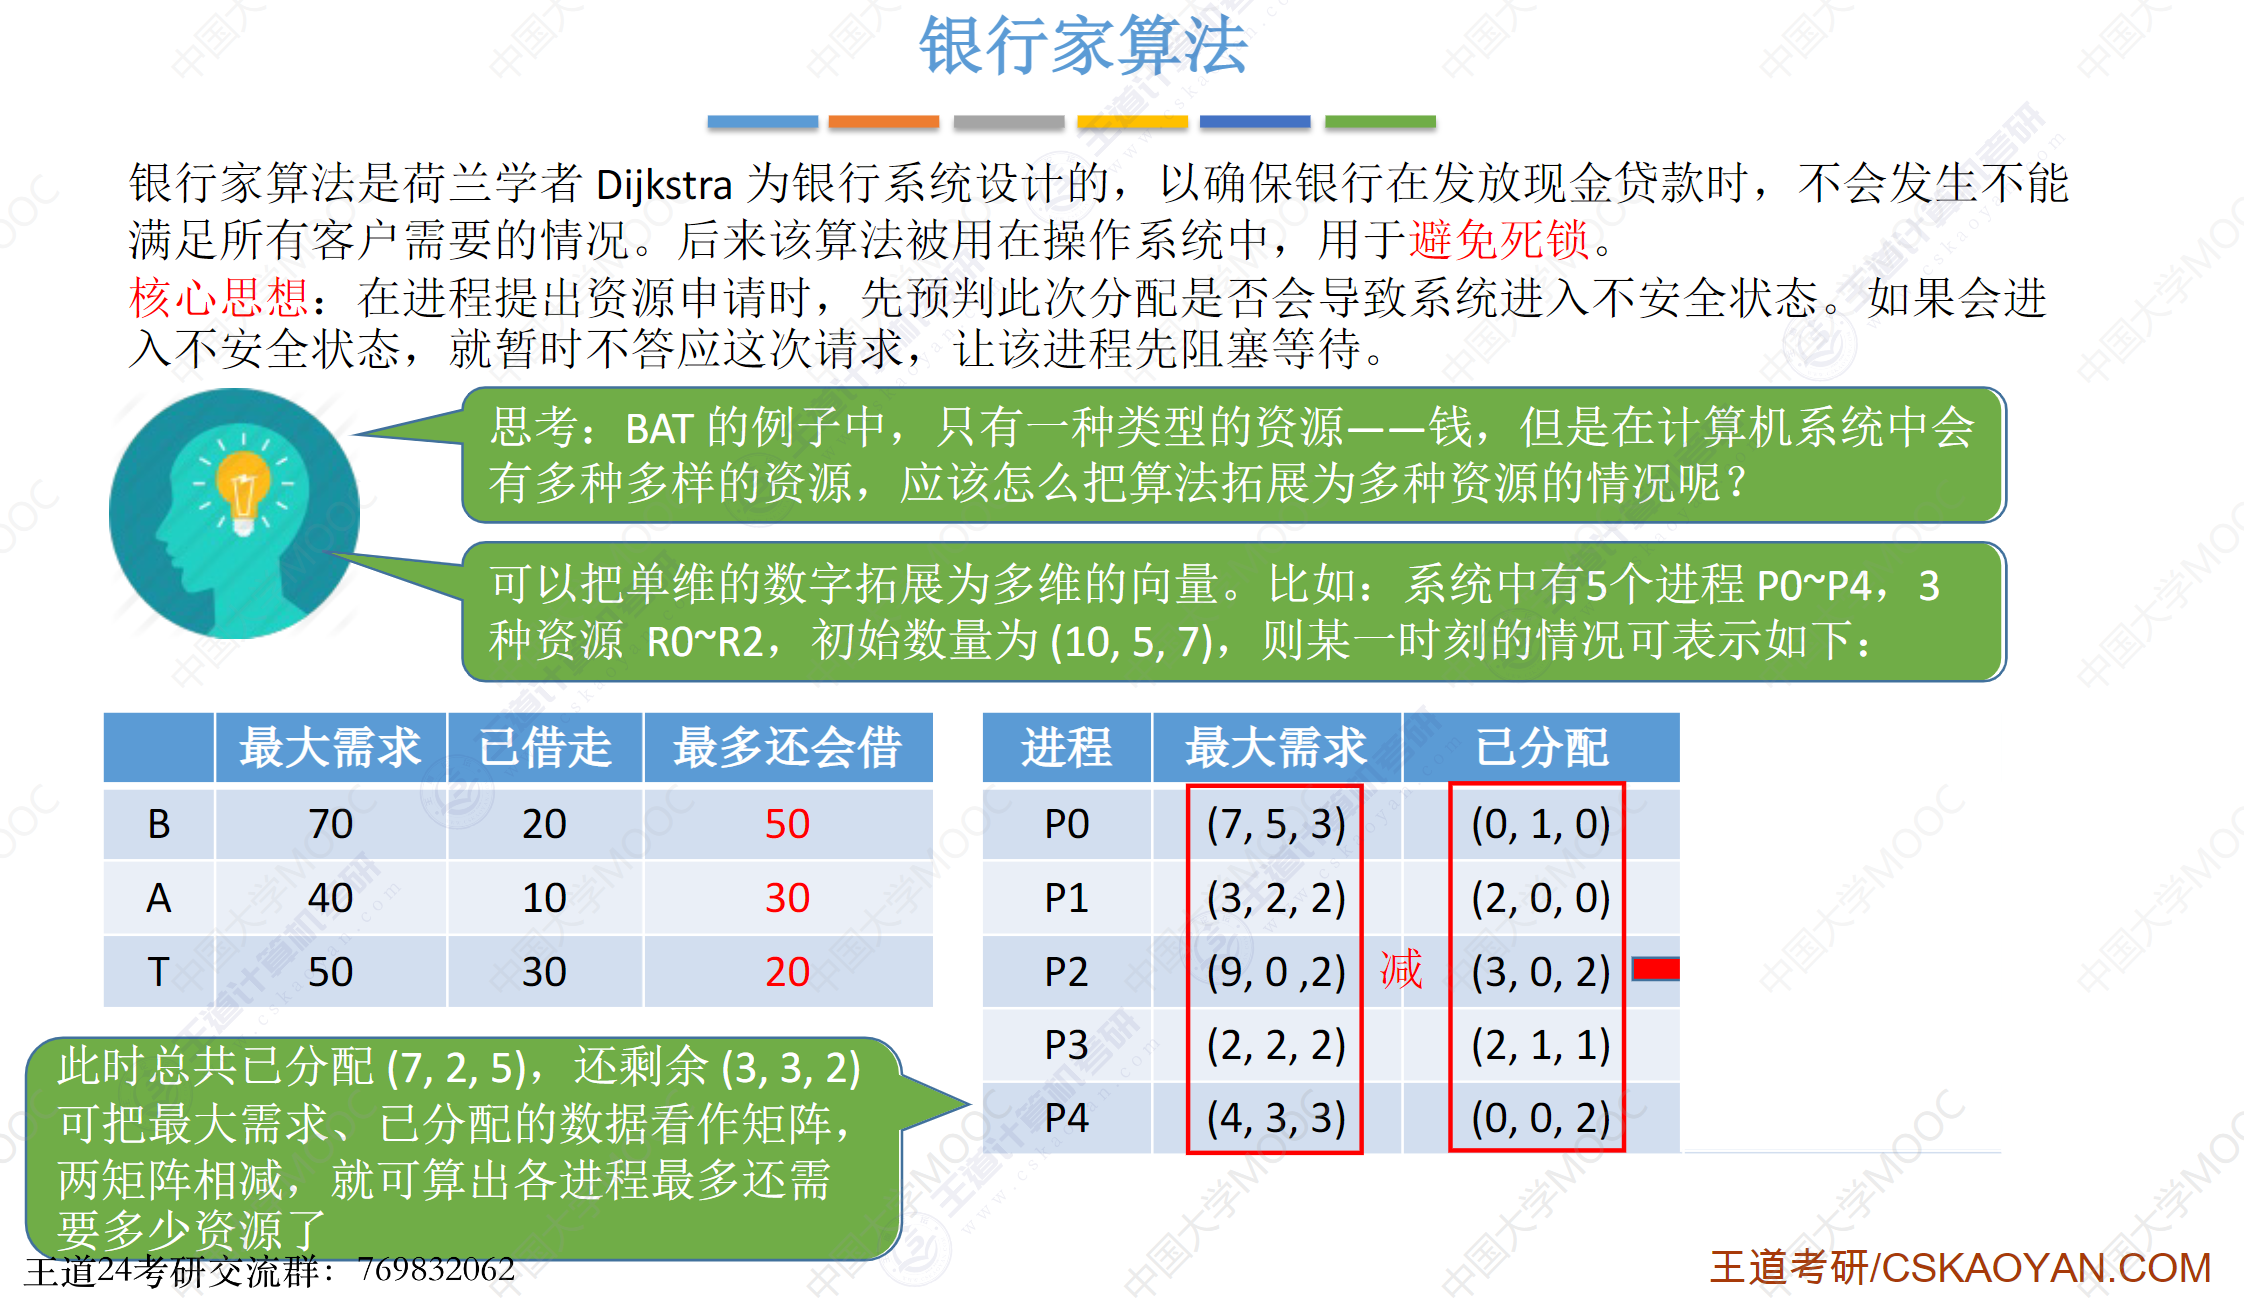 银行家算法
银行家算法是荷兰学者 Dijkstra 为银行系统设计的，以确保银行在发放现金贷款时，不会发生不能
满足所有客户需要的情况。后来该算法被用在操作系统中，用于避免死锁。
核心思想：在进程提出资源申请时，先预判此次分配是否会导致系统进入不安全状态。如果会进
入不安全状态，就暂时不答应这次请求，让该进程先阻塞等待。
思考：BAT 的例子中，只有一种类型的资源——钱，但是在计算机系统中会
有多种多样的资源，应该怎么把算法拓展为多种资源的情况呢？
可以把单维的数字拓展为多维的向量。比如：系统中有5个进程 P0~P4，3
种资源 R0~R2，初始数量为 (10, 5, 7)，则某一时刻的情况可表示如下：
最大需求 已借走 最多还会借
B 70 20 50
A 40 10 30
T 50 30 20
进程 最大需求 已分配
P0 (7, 5, 3) (0, 1, 0)
P1 (3, 2, 2) (2, 0, 0)
P2 (9, 0 ,2) 减 (3, 0, 2)
P3 (2, 2, 2) (2, 1, 1)
P4 (4, 3, 3) (0, 0, 2)
此时总共已分配 (7, 2, 5)，还剩余 (3, 3, 2)
可把最大需求、已分配的数据看作矩阵，
两矩阵相减，就可算出各进程最多还需
要多少资源了
王道24考研交流群：769832062
王道考研/CSKAOYAN.COM
中国大学MOOC
王道计算机考研
www.cskaoyan.com